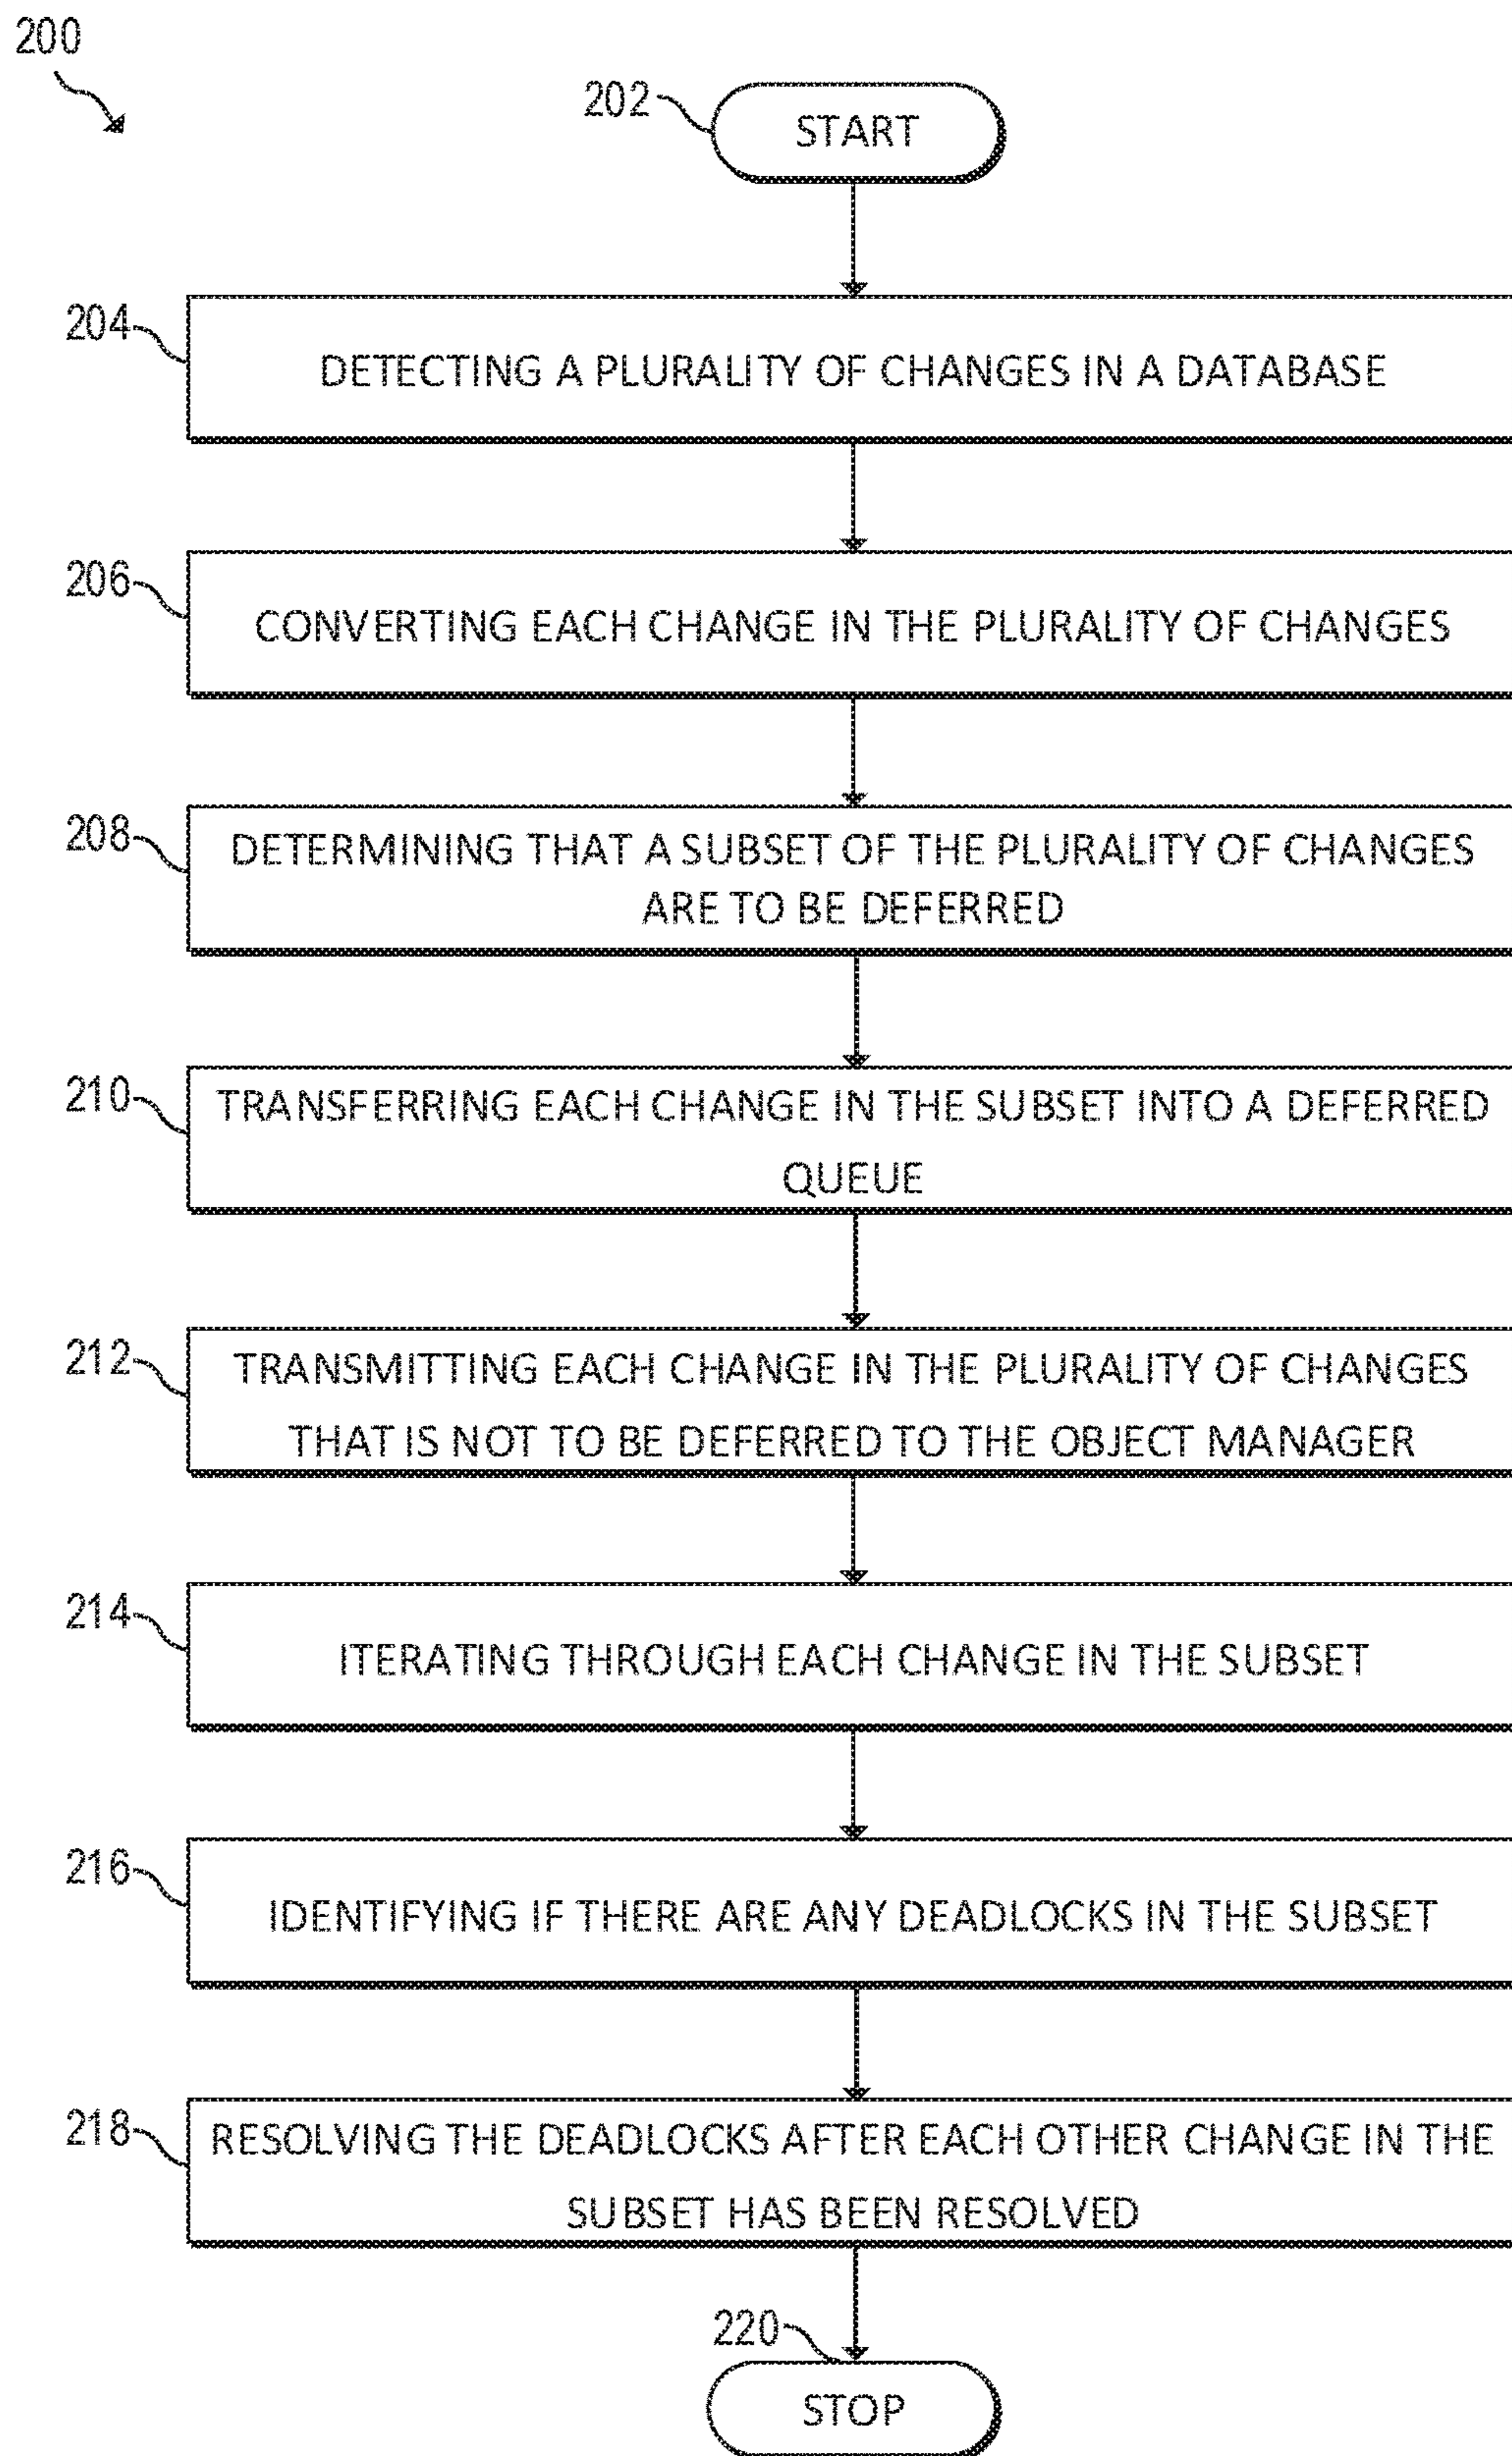 200
202
START
204
DETECTING A PLURALITY OF CHANGES IN A DATABASE
206
CONVERTING EACH CHANGE IN THE PLURALITY OF CHANGES
208
DETERMINING THAT A SUBSET OF THE PLURALITY OF CHANGES
ARE TO BE DEFERRED
210
TRANSFERRING EACH CHANGE IN THE SUBSET INTO A DEFERRED
QUEUE
212
TRANSMITTING EACH CHANGE IN THE PLURALITY OF CHANGES
THAT IS NOT TO BE DEFERRED TO THE OBJECT MANAGER
214
ITERATING THROUGH EACH CHANGE IN THE SUBSET
216
IDENTIFYING IF THERE ARE ANY DEADLOCKS IN THE SUBSET
218
RESOLVING THE DEADLOCKS AFTER EACH OTHER CHANGE IN THE
SUBSET HAS BEEN RESOLVED
220
STOP